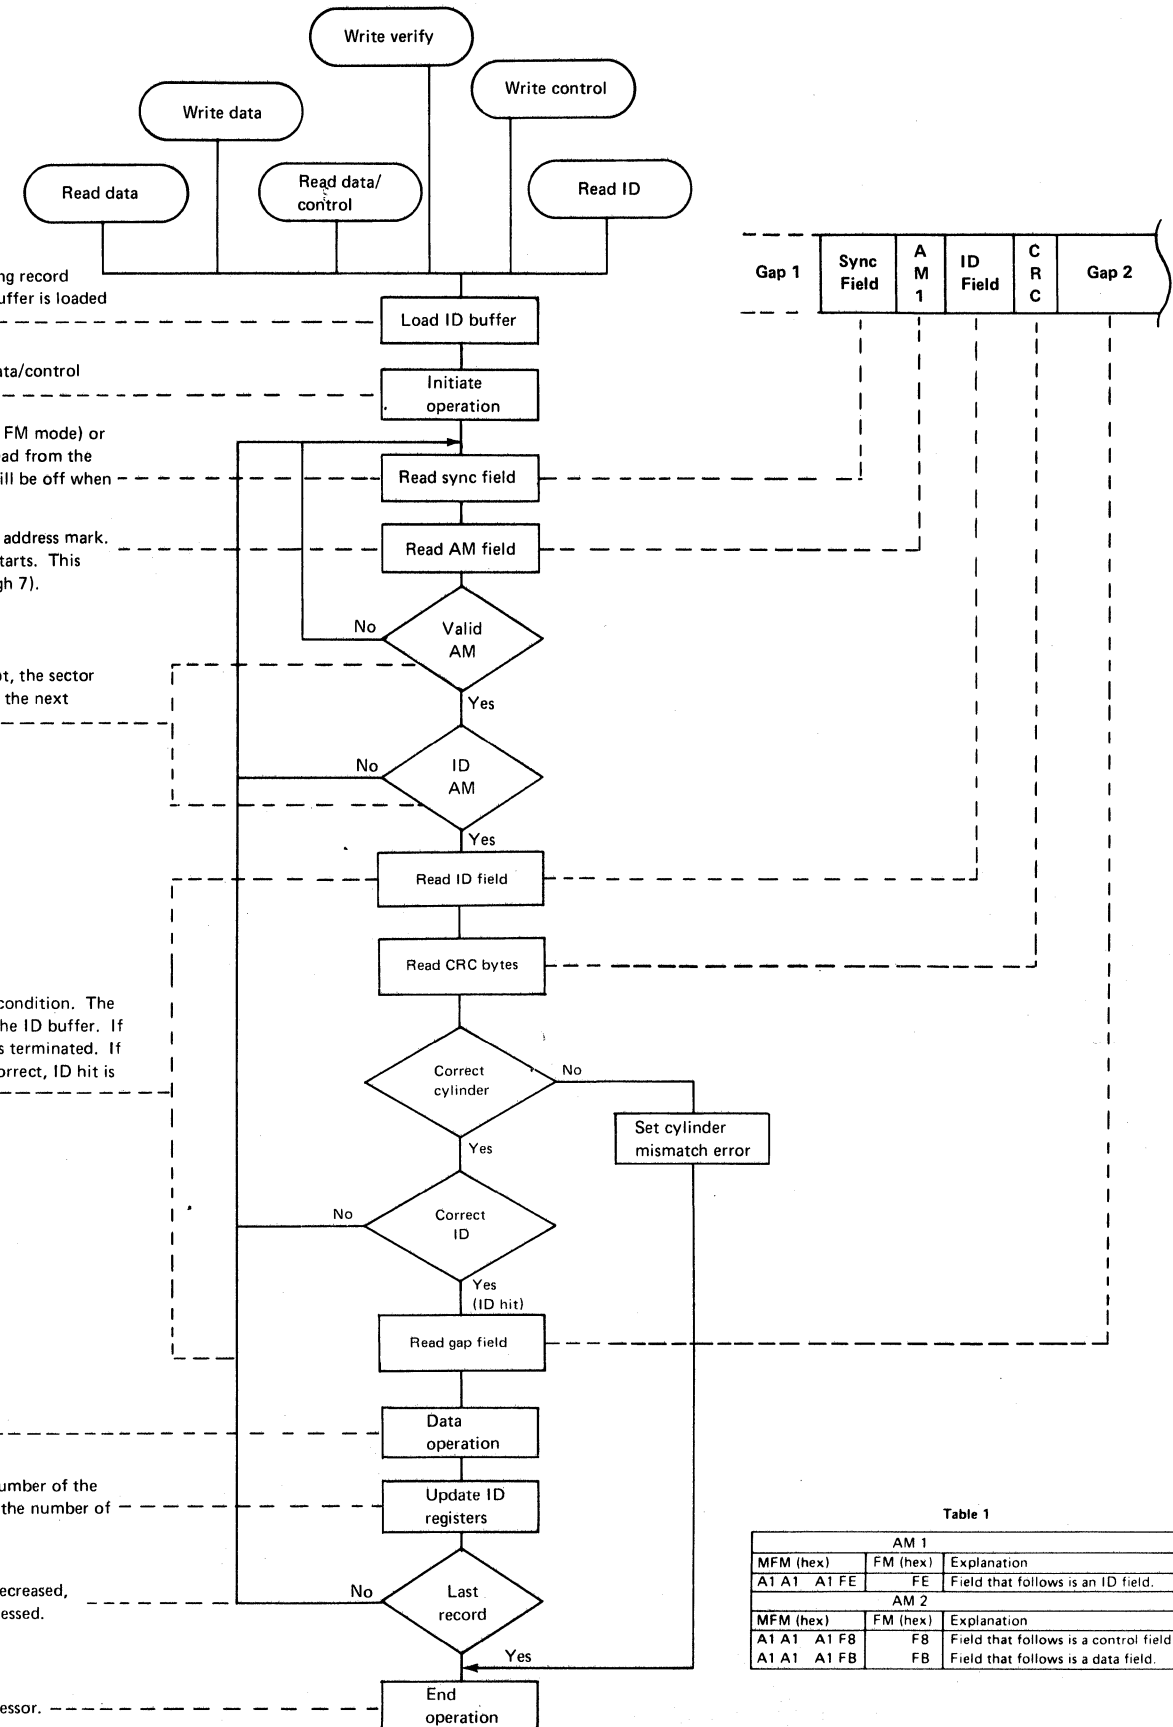 Write verify
Write control
Write data
Read data
Read data/
control
Read ID
ng record
uffer is loaded
Load ID buffer
ata/control
Initiate
operation
FM mode) or
ead from the
ill be off when
Read sync field
address mark.
tarts. This
gh 7).
Read AM field
No
Valid
AM
Yes
ot, the sector
the next
No
ID
AM
Yes
Read ID field
Read CRC bytes
condition. The
he ID buffer. If
s terminated. If
orrect, ID hit is
Correct
cylinder
No
Set cylinder
mismatch error
Yes
No
Correct
ID
Yes
(ID hit)
Read gap field
Data
operation
umber of the
the number of
Update ID
registers
ecreased,
essed.
No
Last
record
Yes
essor.
End
operation
Gap 1
Sync
Field
A
M
1
ID
Field
C
R
C
Gap 2
Table 1
AM 1
MFM (hex) FM (hex) Explanation
A1 A1 A1 FE FE Field that follows is an ID field.
AM 2
MFM (hex) FM (hex) Explanation
A1 A1 A1 F8 F8 Field that follows is a control field
A1 A1 A1 FB FB Field that follows is a data field.